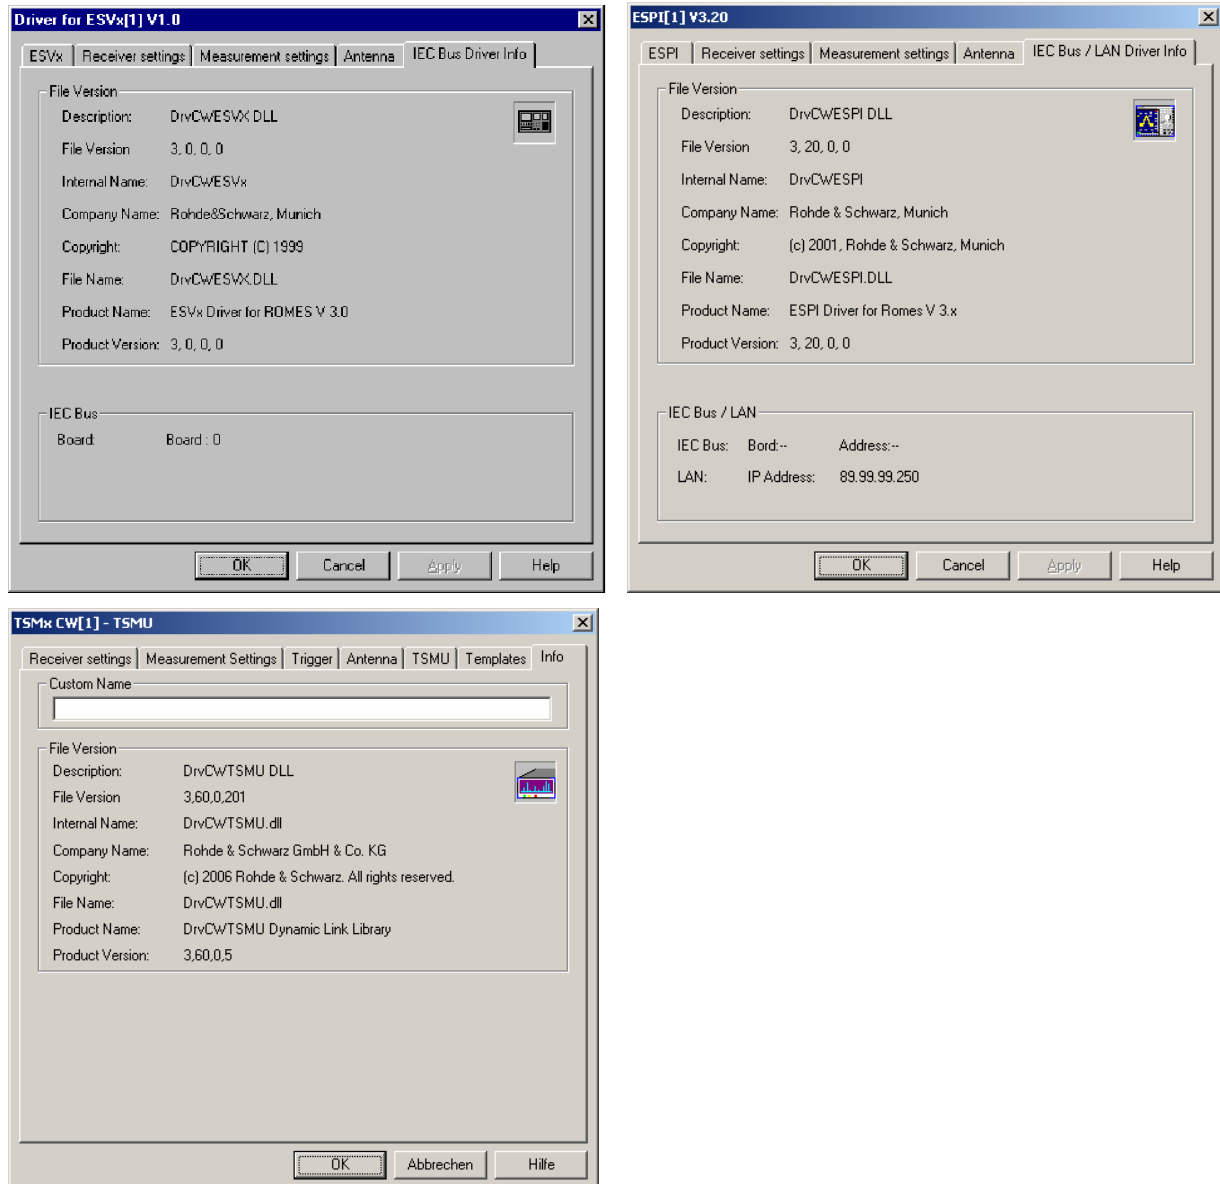 Driver for ESVx[1] V1.0
ESVx Receiver settings Measurement settings Antenna IEC Bus Driver Info
File Version
Description: DrvCWESVX DLL
File Version 3, 0, 0, 0
Internal Name: DrvCWESVx
Company Name: Rohde&Schwarz, Munich
Copyright: COPYRIGHT (C) 1999
File Name: DrvCWESVX.DLL
Product Name: ESVx Driver for ROMES V 3.0
Product Version: 3, 0, 0, 0
IEC Bus
Board: Board : 0
OK Cancel Apply Help
ESPI[1] V3.20
ESPI Receiver settings Measurement settings Antenna IEC Bus / LAN Driver Info
File Version
Description: DrvCWESPI DLL
File Version 3, 20, 0, 0
Internal Name: DrvCWESPI
Company Name: Rohde & Schwarz, Munich
Copyright: (c) 2001, Rohde & Schwarz, Munich
File Name: DrvCWESPI.DLL
Product Name: ESPI Driver for Romes V 3.x
Product Version: 3, 20, 0, 0
IEC Bus / LAN
IEC Bus: Bord:-- Address:--
LAN: IP Address: 89.99.99.250
OK Cancel Apply Help
TSMx CW[1] - TSMU
Receiver settings Measurement Settings Trigger Antenna TSMU Templates Info
Custom Name
File Version
Description: DrvCWTSMU DLL
File Version 3,60,0,201
Internal Name: DrvCWTSMU.dll
Company Name: Rohde & Schwarz GmbH & Co. KG
Copyright: (c) 2006 Rohde & Schwarz. All rights reserved.
File Name: DrvCWTSMU.dll
Product Name: DrvCWTSMU Dynamic Link Library
Product Version: 3,60,0,5
OK Abbrechen Hilfe